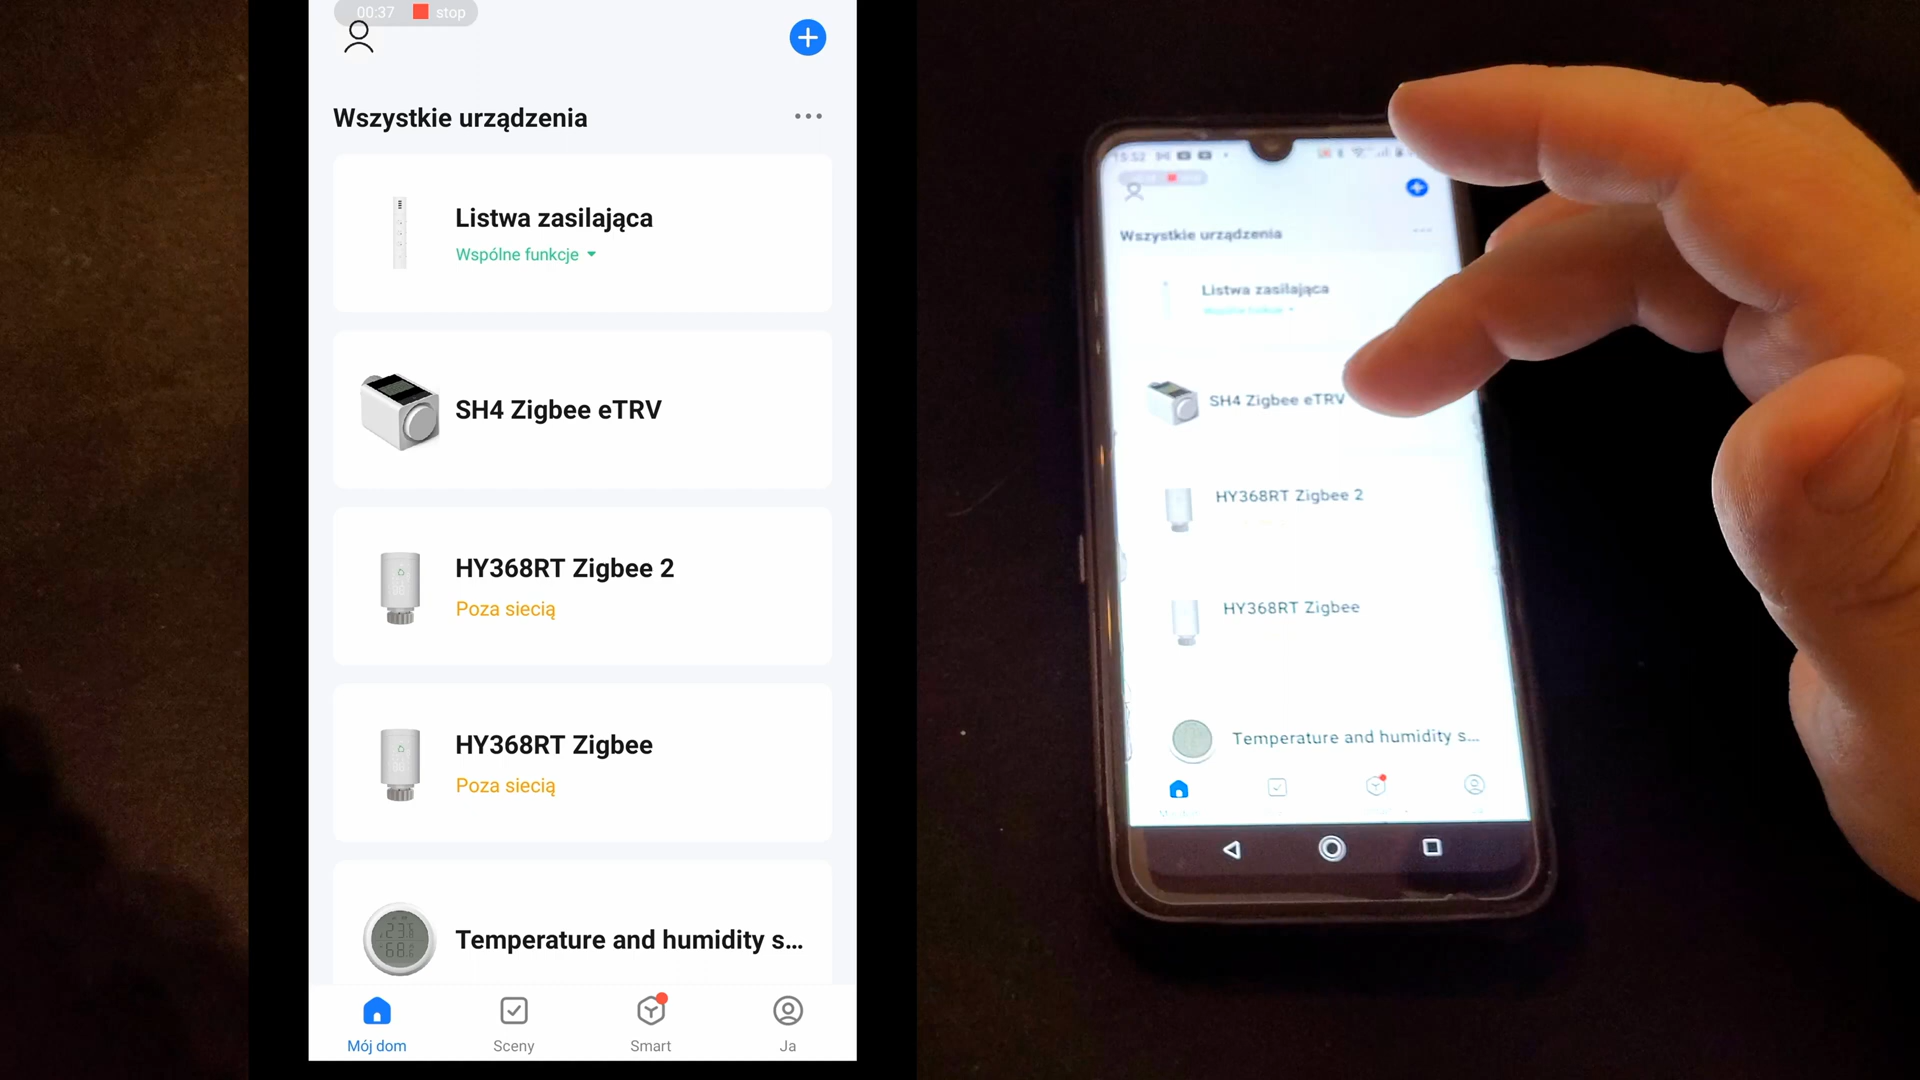 00:37 stop
Wszystkie urządzenia
Listwa zasilająca
Wspólne funkcje
SH4 Zigbee eTRV
HY368RT Zigbee 2
Poza siecią
HY368RT Zigbee
Poza siecią
Temperature and humidity s...
Mój dom
Sceny
Smart
Ja
15:52
Wszystkie urządzenia
Listwa zasilająca
Wspólne funkcje
SH4 Zigbee eTRV
HY368RT Zigbee 2
HY368RT Zigbee
Temperature and humidity s...